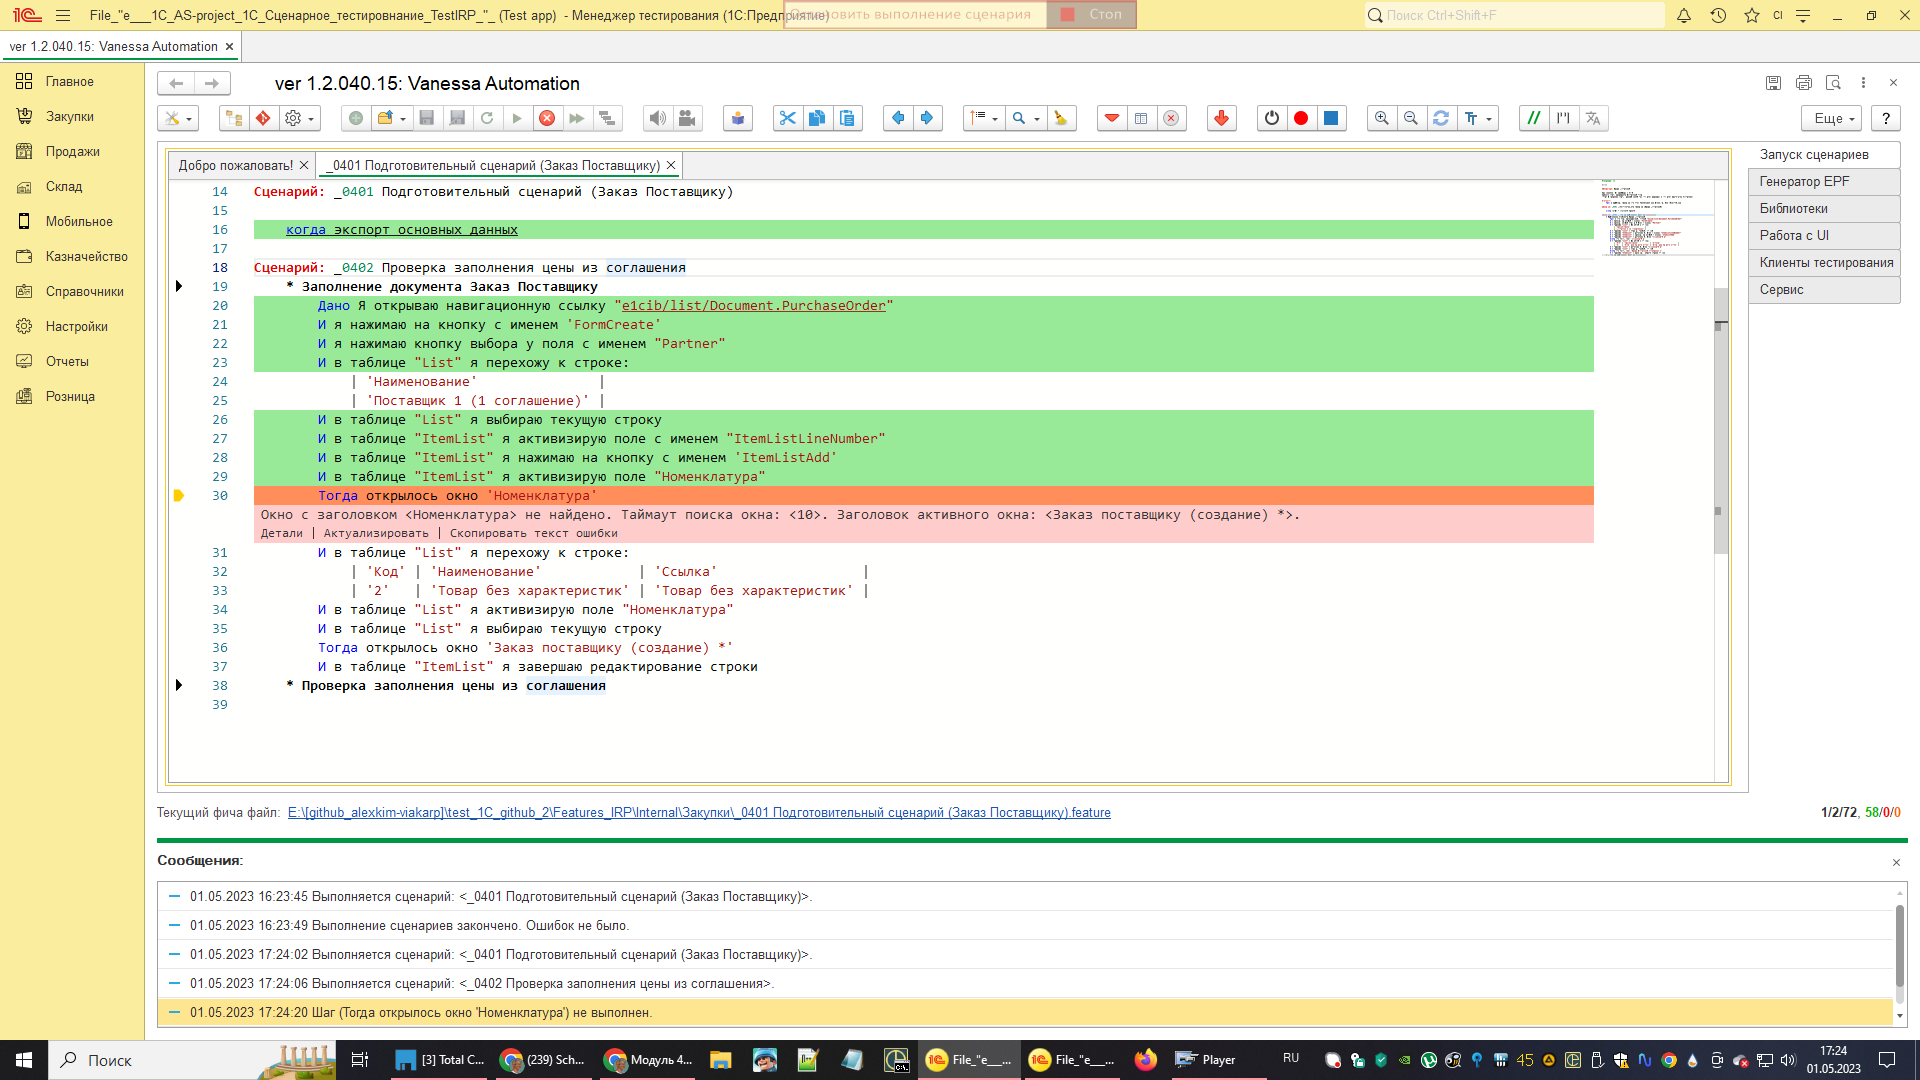 File_"e___1C_AS-project_1C_Сценарное_тестировнание_TestIRP_"_ (Test app) - Менеджер тестирования (1С:Предприятие)
Остановить выполнение сценария
Стоп
Поиск Ctrl+Shift+F
CI
ver 1.2.040.15: Vanessa Automation
Главное
Закупки
Продажи
Склад
Мобильное
Казначейство
Справочники
Настройки
Отчеты
Розница
ver 1.2.040.15: Vanessa Automation
Еще
?
Добро пожаловать!
_0401 Подготовительный сценарий (Заказ Поставщику)
14 Сценарий: _0401 Подготовительный сценарий (Заказ Поставщику)
15
16 когда экспорт основных данных
17
18 Сценарий: _0402 Проверка заполнения цены из соглашения
19 * Заполнение документа Заказ Поставщику
20 Дано Я открываю навигационную ссылку "e1cib/list/Document.PurchaseOrder"
21 И я нажимаю на кнопку с именем 'FormCreate'
22 И я нажимаю кнопку выбора у поля с именем "Partner"
23 И в таблице "List" я перехожу к строке:
24 | 'Наименование' |
25 | 'Поставщик 1 (1 соглашение)' |
26 И в таблице "List" я выбираю текущую строку
27 И в таблице "ItemList" я активизирую поле с именем "ItemListLineNumber"
28 И в таблице "ItemList" я нажимаю на кнопку с именем 'ItemListAdd'
29 И в таблице "ItemList" я активизирую поле "Номенклатура"
30 Тогда открылось окно 'Номенклатура'
Окно с заголовком <Номенклатура> не найдено. Таймаут поиска окна: <10>. Заголовок активного окна: <Заказ поставщику (создание) *>.
Детали | Актуализировать | Скопировать текст ошибки
31 И в таблице "List" я перехожу к строке:
32 | 'Код' | 'Наименование' | 'Ссылка' |
33 | '2' | 'Товар без характеристик' | 'Товар без характеристик' |
34 И в таблице "List" я активизирую поле "Номенклатура"
35 И в таблице "List" я выбираю текущую строку
36 Тогда открылось окно 'Заказ поставщику (создание) *'
37 И в таблице "ItemList" я завершаю редактирование строки
38 * Проверка заполнения цены из соглашения
39
Запуск сценариев
Генератор EPF
Библиотеки
Работа с UI
Клиенты тестирования
Сервис
Текущий фича файл: E:\[github_alexkim-viakarp]\test_1C_github_2\Features_IRP\Internal\Закупки\_0401 Подготовительный сценарий (Заказ Поставщику).feature
1/2/72, 58/0/0
Сообщения:
01.05.2023 16:23:45 Выполняется сценарий: <_0401 Подготовительный сценарий (Заказ Поставщику)>.
01.05.2023 16:23:49 Выполнение сценариев закончено. Ошибок не было.
01.05.2023 17:24:02 Выполняется сценарий: <_0401 Подготовительный сценарий (Заказ Поставщику)>.
01.05.2023 17:24:06 Выполняется сценарий: <_0402 Проверка заполнения цены из соглашения>.
01.05.2023 17:24:20 Шаг (Тогда открылось окно 'Номенклатура') не выполнен.
Поиск
[3] Total C...
(239) Sch...
Модуль 4...
File_"e___...
File_"e___...
Player
RU
45
17:24
01.05.2023